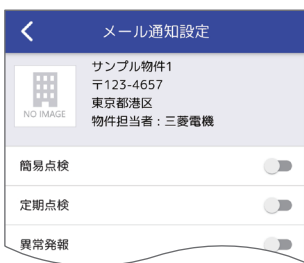 メール通知設定
NO IMAGE
サンプル物件1
〒123-4657
東京都港区
物件担当者：三菱電機
簡易点検
定期点検
異常発報